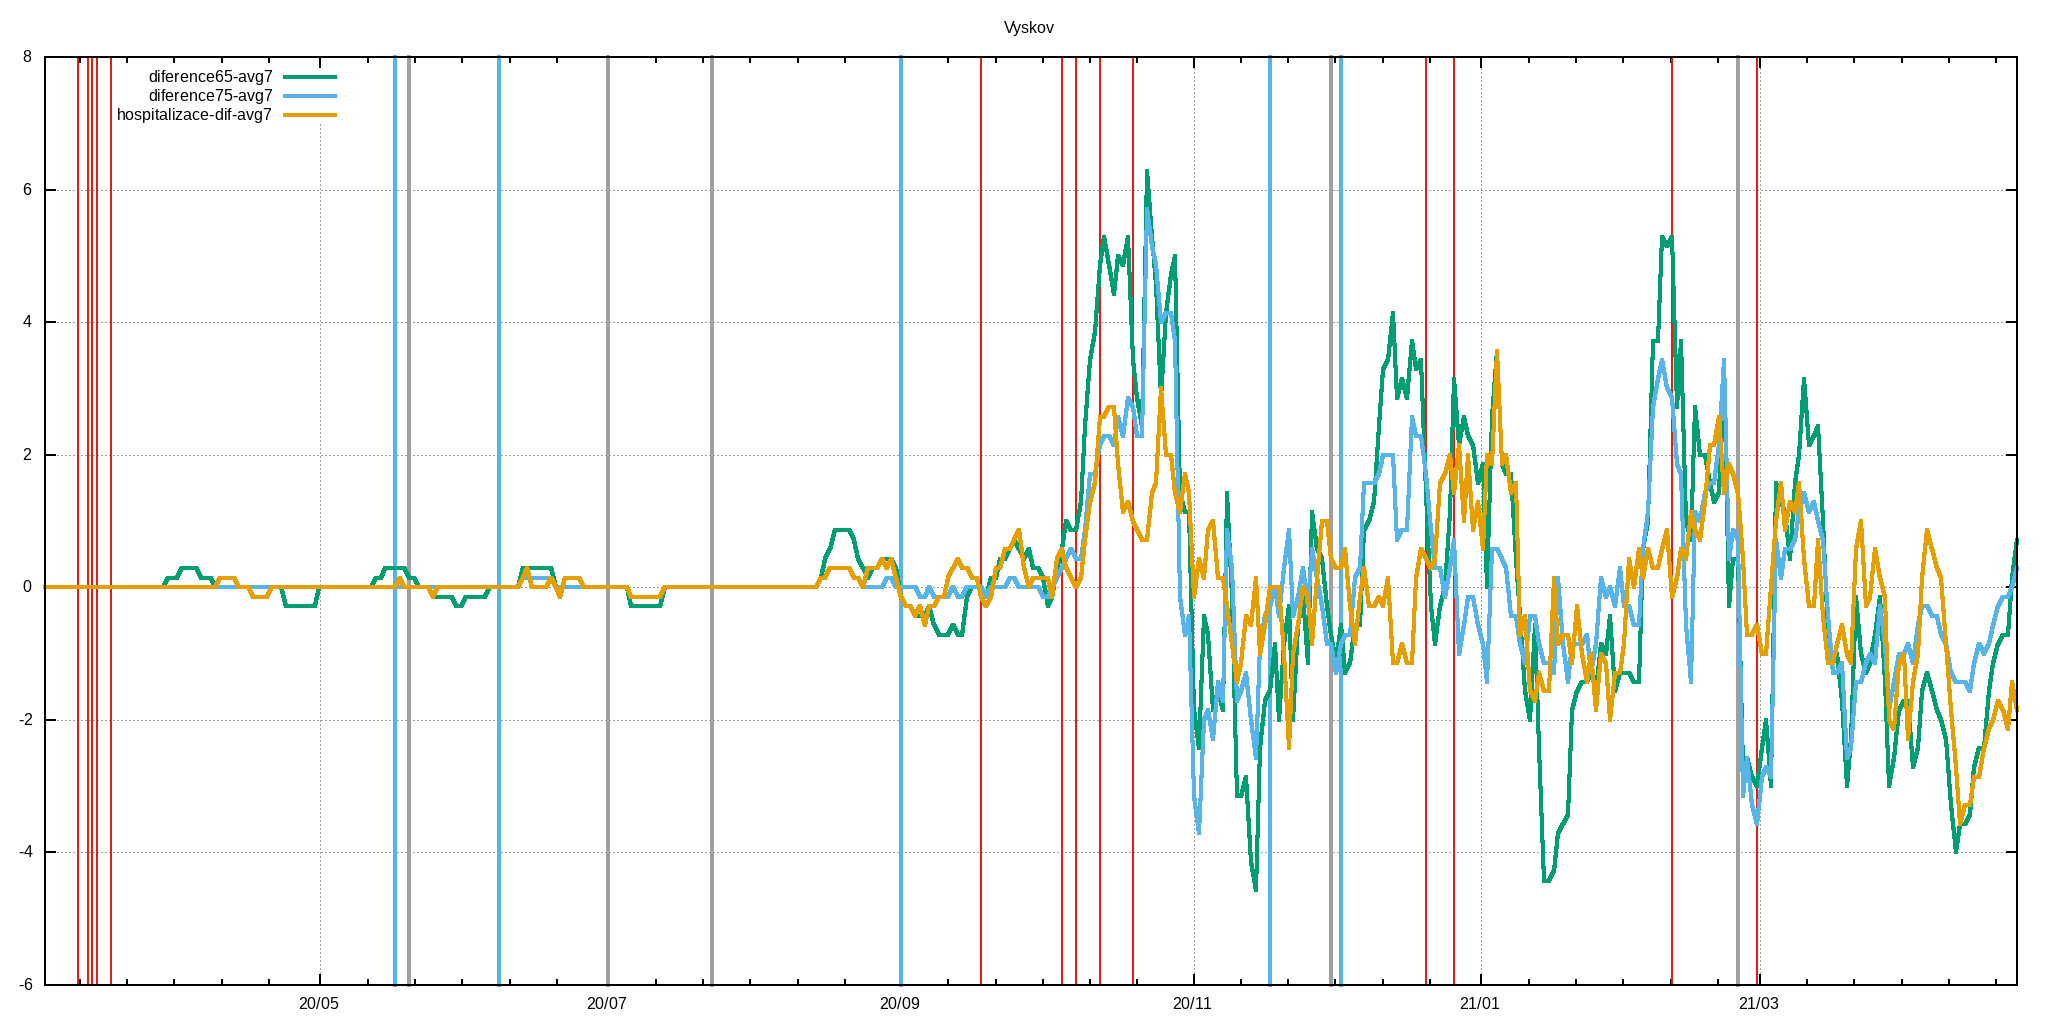 Vyskov
8
diference65-avg7
diference75-avg7
hospitalizace-dif-avg7
6
4
2
0
-2
-4
-6
20/05 20/07 20/09 20/11 21/01 21/03